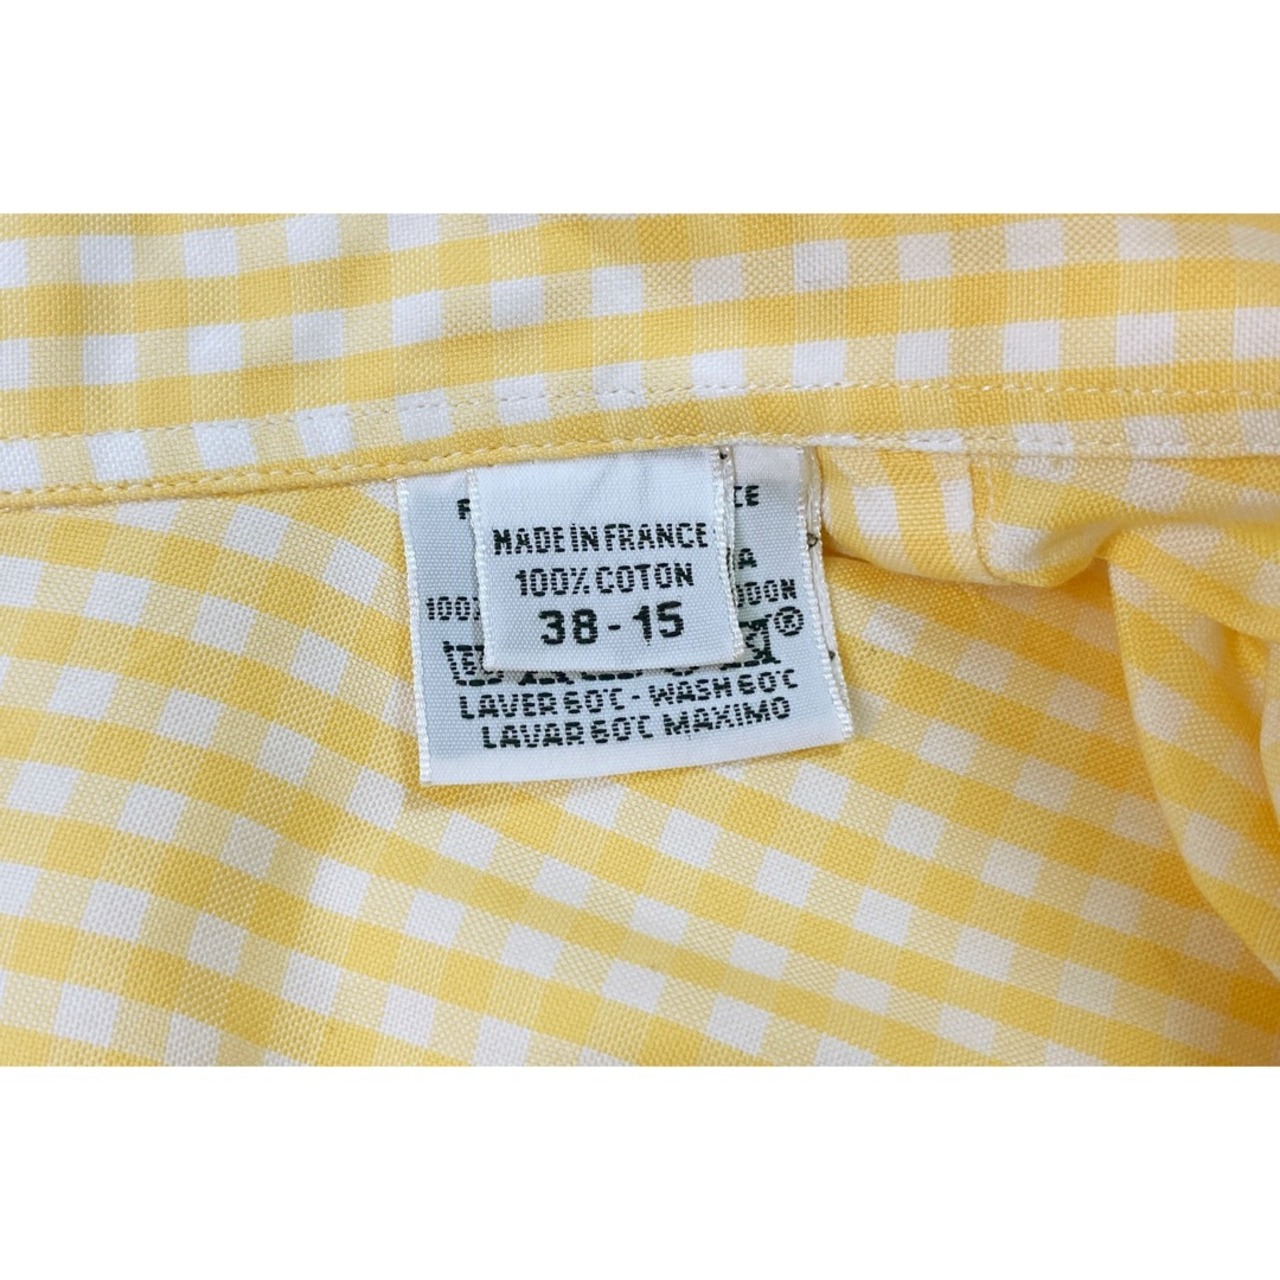 MADE IN FRANCE
100% COTON
38-15
LAVER 60°C - WASH 60°C
LAVAR 60°C MAXIMO